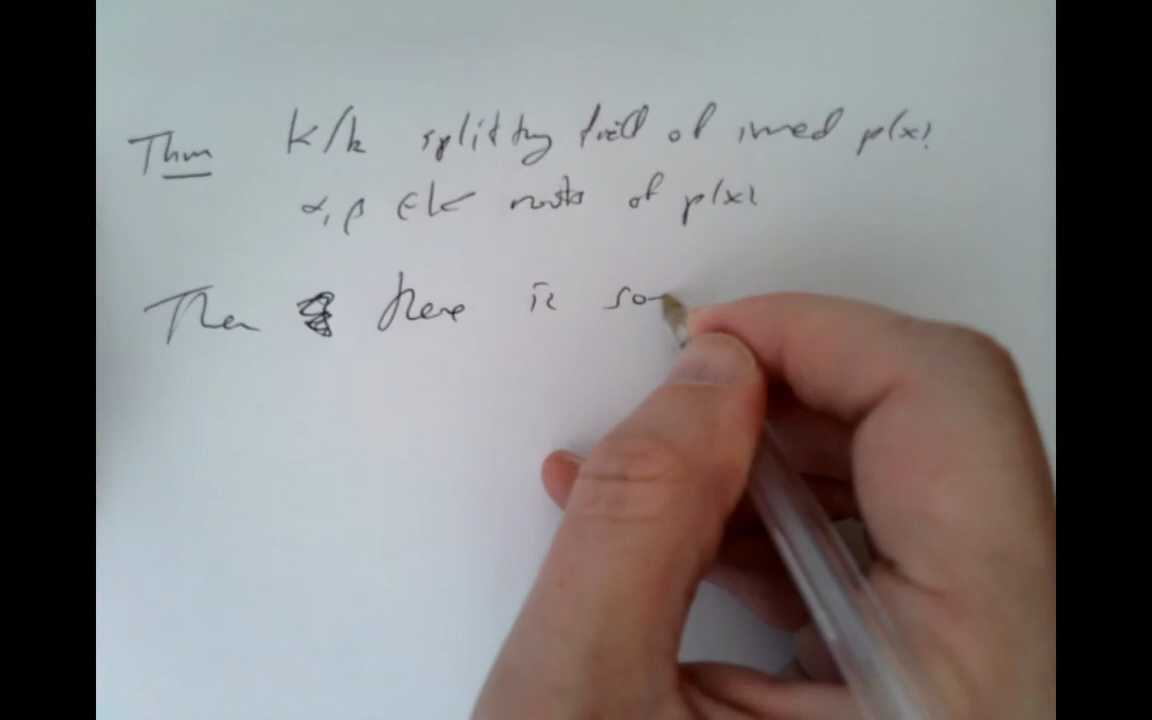 Thm K/k splitting field of irred p(x)
α, β ∈ K roots of p(x)
Then there is so